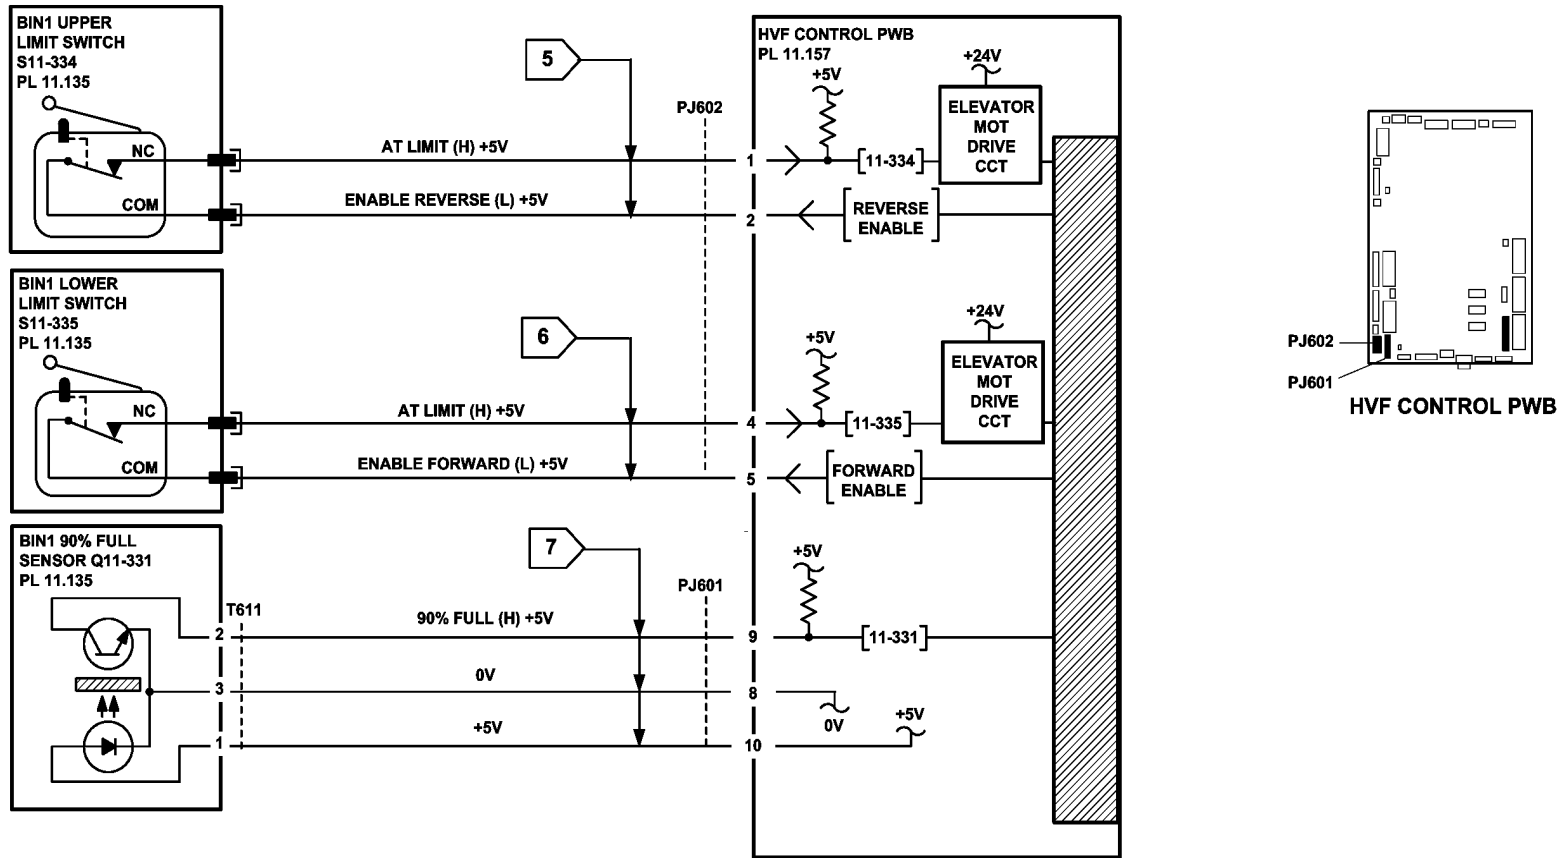 BIN1 UPPER
LIMIT SWITCH
S11-334
PL 11.135
NC
COM
5
AT LIMIT (H) +5V
ENABLE REVERSE (L) +5V
PJ602
1
2
HVF CONTROL PWB
PL 11.157
+5V
+24V
11-334
ELEVATOR
MOT
DRIVE
CCT
REVERSE
ENABLE
BIN1 LOWER
LIMIT SWITCH
S11-335
PL 11.135
NC
COM
6
AT LIMIT (H) +5V
ENABLE FORWARD (L) +5V
4
5
+5V
+24V
11-335
ELEVATOR
MOT
DRIVE
CCT
FORWARD
ENABLE
BIN1 90% FULL
SENSOR Q11-331
PL 11.135
T611
2
3
1
7
90% FULL (H) +5V
0V
+5V
PJ601
9
8
10
+5V
11-331
0V
+5V
PJ602
PJ601
HVF CONTROL PWB